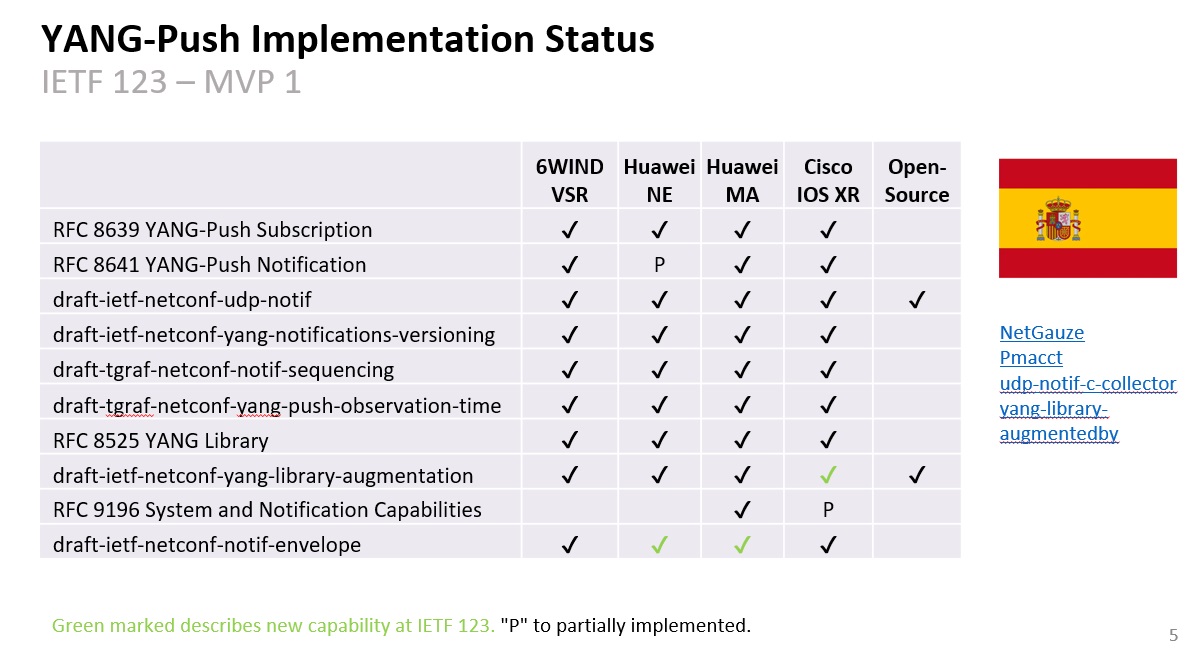 YANG-Push Implementation Status
IETF 123 – MVP 1
6WIND VSR Huawei NE Huawei MA Cisco IOS XR Open-Source
RFC 8639 YANG-Push Subscription ✓ ✓ ✓ ✓
RFC 8641 YANG-Push Notification ✓ P ✓ ✓
draft-ietf-netconf-udp-notif ✓ ✓ ✓ ✓ ✓
draft-ietf-netconf-yang-notifications-versioning ✓ ✓ ✓ ✓
draft-tgraf-netconf-notif-sequencing ✓ ✓ ✓ ✓
draft-tgraf-netconf-yang-push-observation-time ✓ ✓ ✓ ✓
RFC 8525 YANG Library ✓ ✓ ✓ ✓
draft-ietf-netconf-yang-library-augmentation ✓ ✓ ✓ ✓ ✓
RFC 9196 System and Notification Capabilities ✓ P
draft-ietf-netconf-notif-envelope ✓ ✓ ✓ ✓
NetGauze
Pmacct
udp-notif-c-collector
yang-library-
augmentedby
Green marked describes new capability at IETF 123. "P" to partially implemented.
5